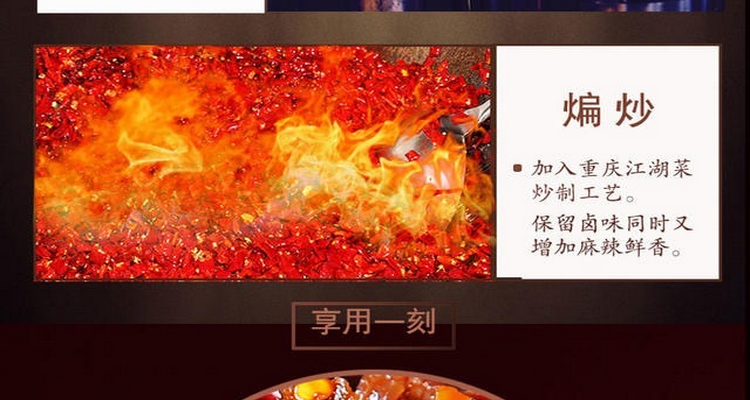 煸炒
加入重庆江湖菜
炒制工艺。
保留卤味同时又
增加麻辣鲜香。
享用一刻